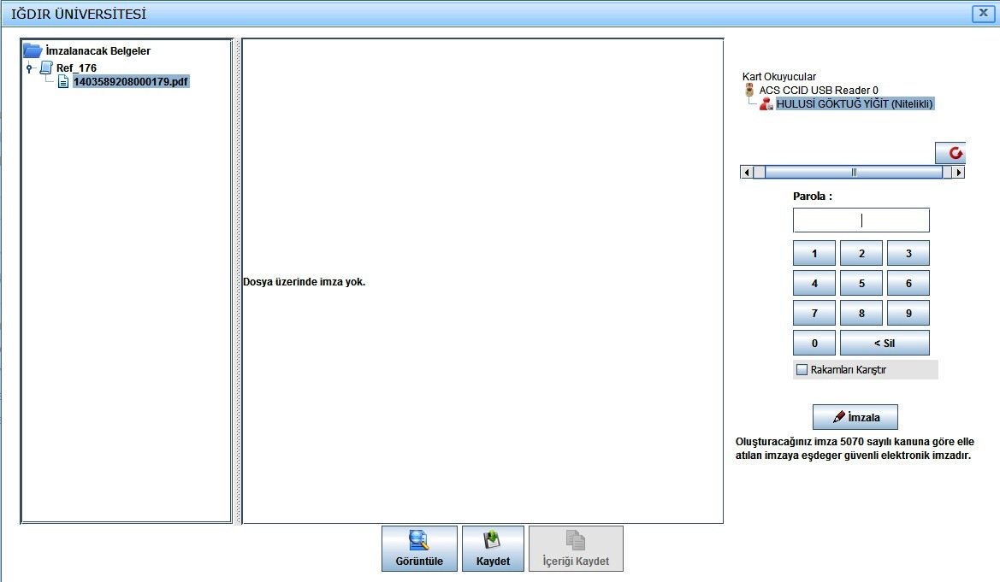 IĞDIR ÜNİVERSİTESİ
X
İmzalanacak Belgeler
Ref_176
1403589208000179.pdf
Dosya üzerinde imza yok.
Kart Okuyucular
ACS CCID USB Reader 0
HULUSİ GÖKTUĞ YİĞİT (Nitelikli)
Parola :
1 2 3
4 5 6
7 8 9
0 < Sil
Rakamları Karıştır
İmzala
Oluşturacağınız imza 5070 sayılı kanuna göre elle
atılan imzaya eşdeger güvenli elektronik imzadır.
Görüntüle Kaydet İçeriği Kaydet